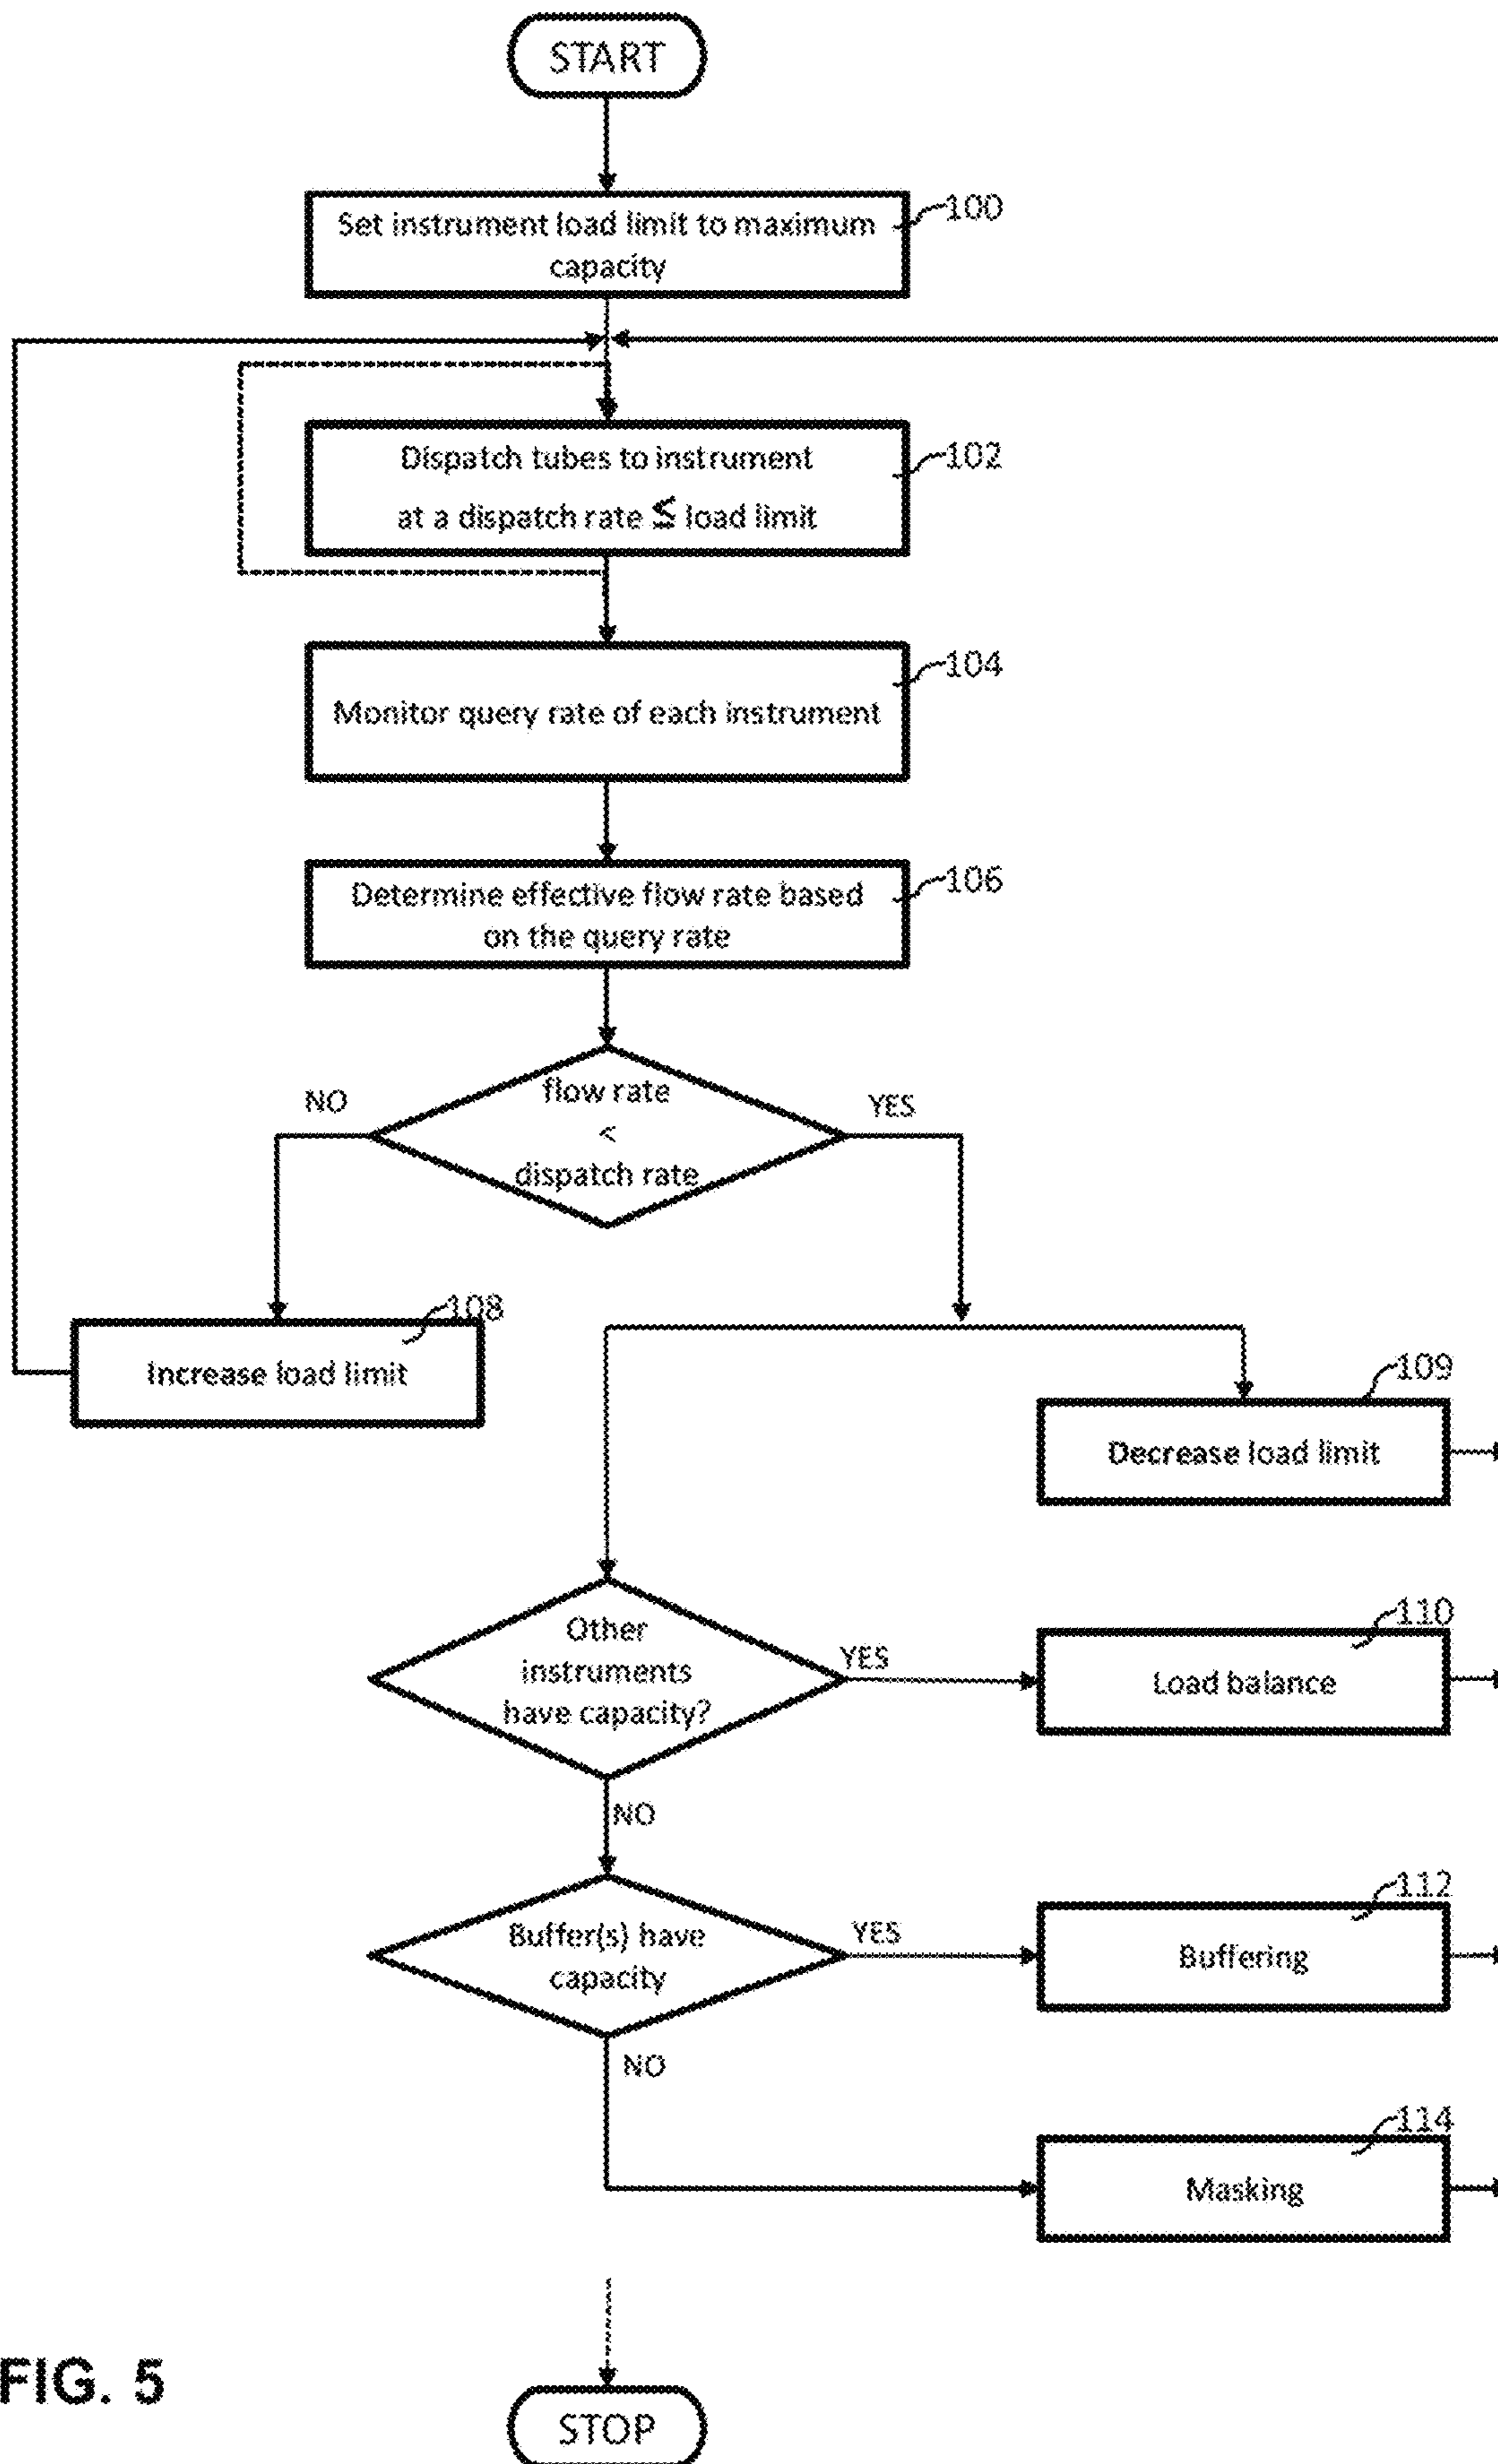 START
Set instrument load limit to maximum
capacity
100
Dispatch tubes to instrument
at a dispatch rate ≦ load limit
102
Monitor query rate of each instrument
104
Determine effective flow rate based
on the query rate
106
flow rate
<
dispatch rate
NO
YES
Increase load limit
108
Decrease load limit
109
Other
instruments
have capacity?
YES
Load balance
110
NO
Buffer(s) have
capacity
YES
Buffering
112
NO
Masking
114
STOP
FIG. 5